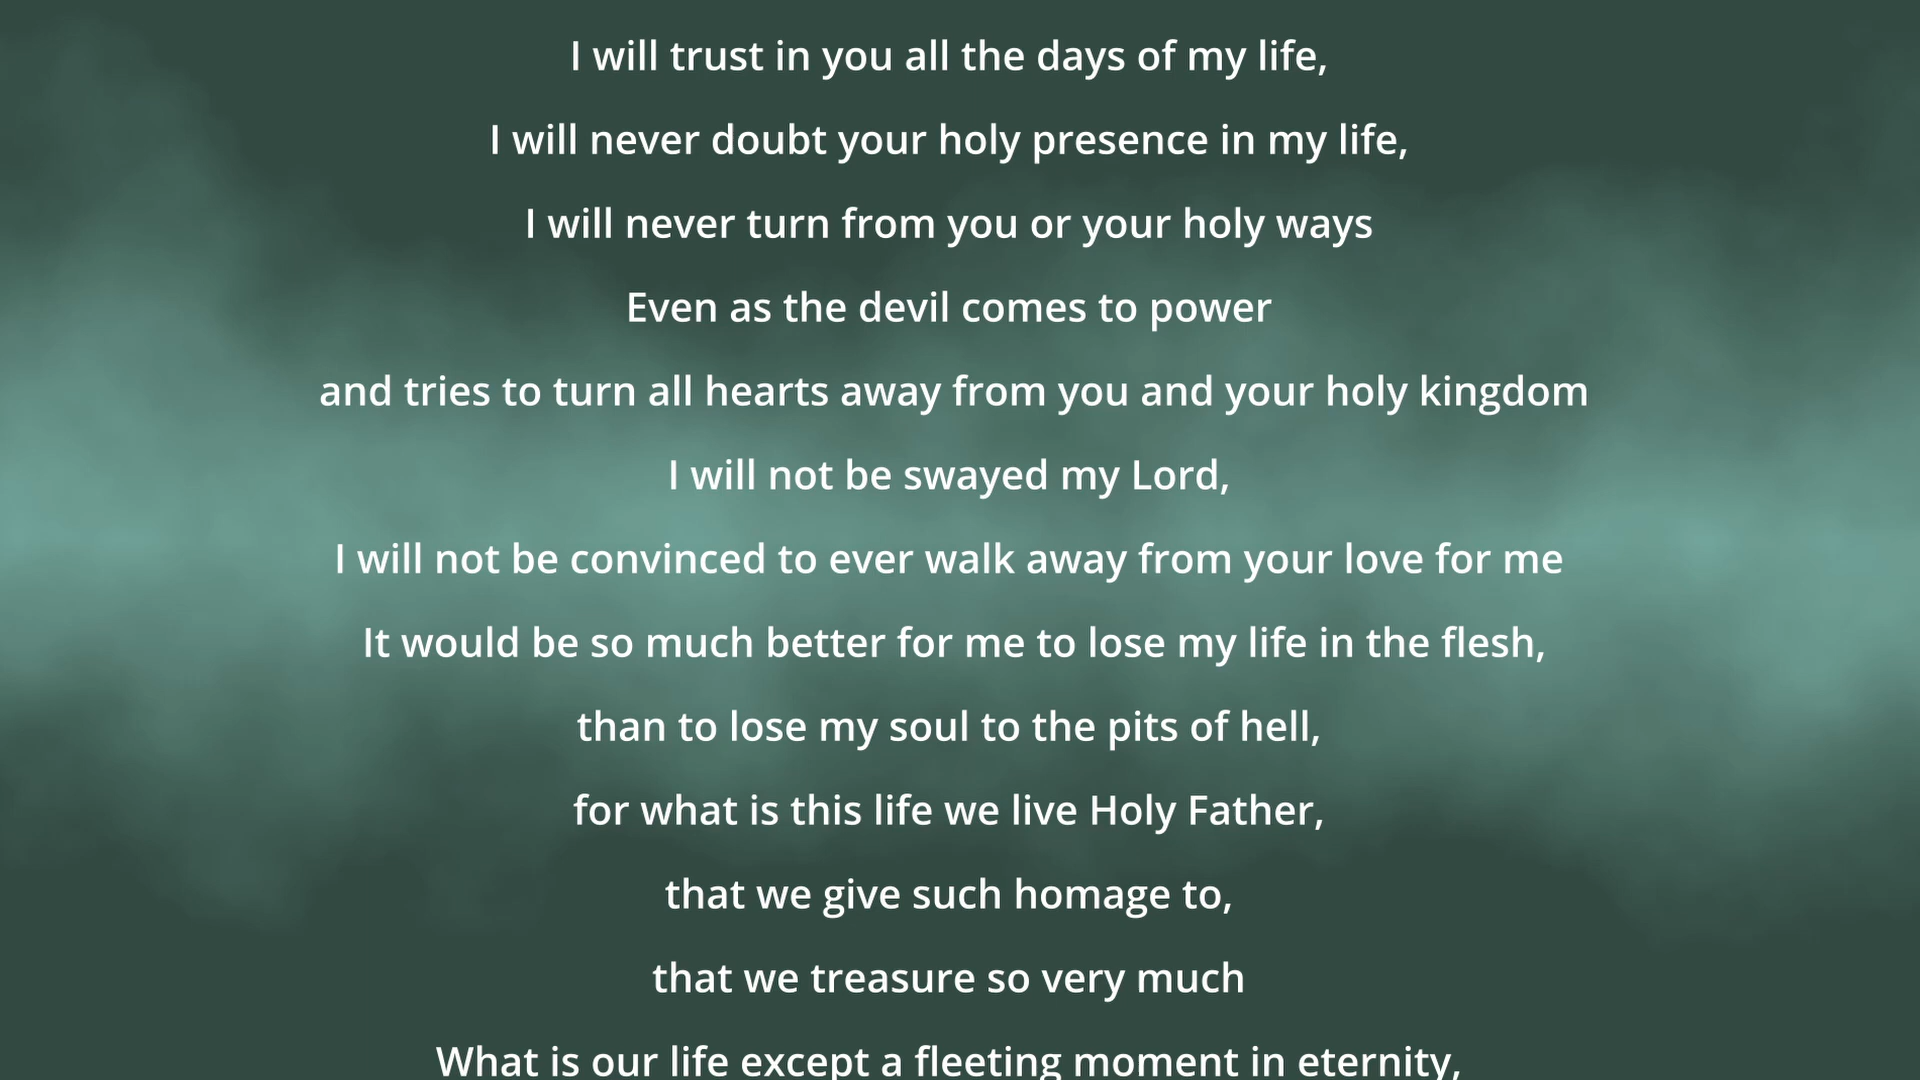 I will trust in you all the days of my life,
I will never doubt your holy presence in my life,
I will never turn from you or your holy ways
Even as the devil comes to power
and tries to turn all hearts away from you and your holy kingdom
I will not be swayed my Lord,
I will not be convinced to ever walk away from your love for me
It would be so much better for me to lose my life in the flesh,
than to lose my soul to the pits of hell,
for what is this life we live Holy Father,
that we give such homage to,
that we treasure so very much
What is our life except a fleeting moment in eternity,